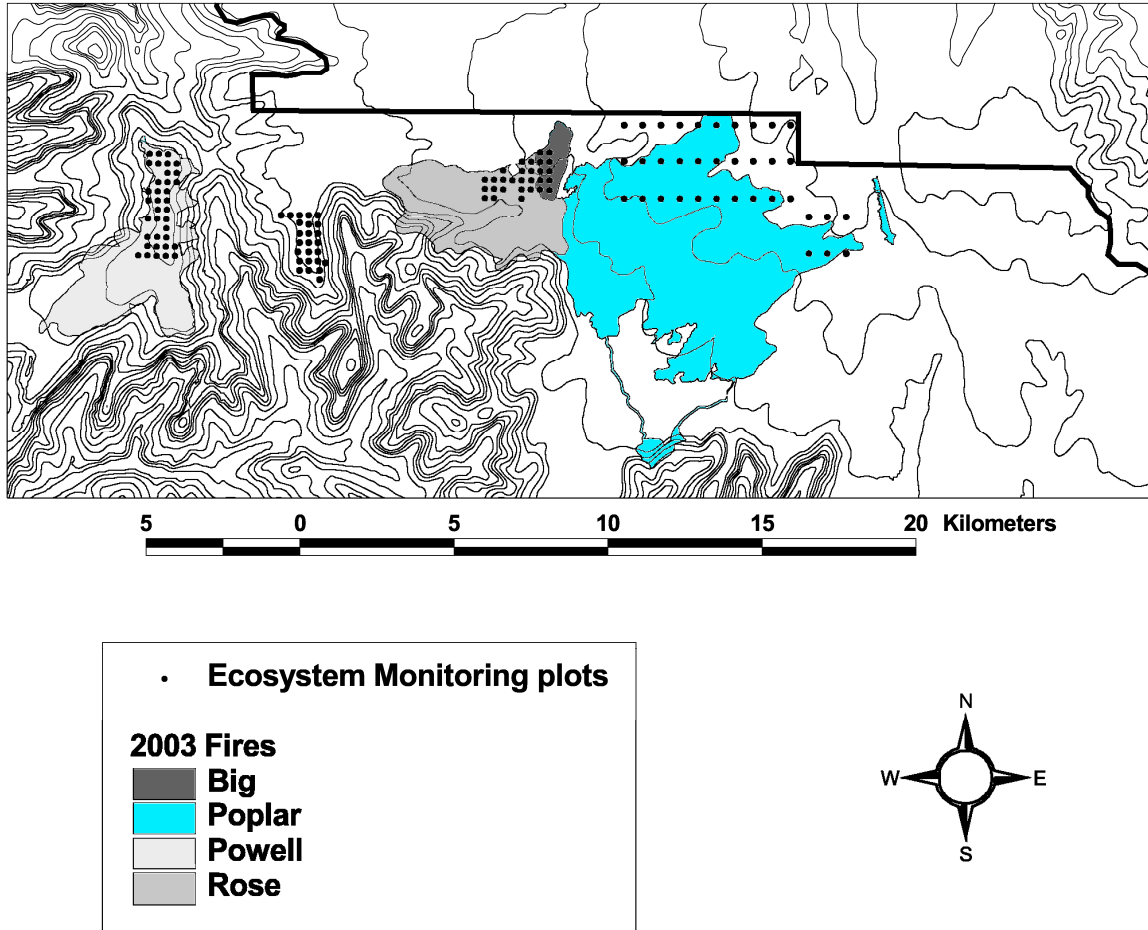 5 0 5 10 15 20 Kilometers
Ecosystem Monitoring plots
2003 Fires
Big
Poplar
Powell
Rose
N
W E
S